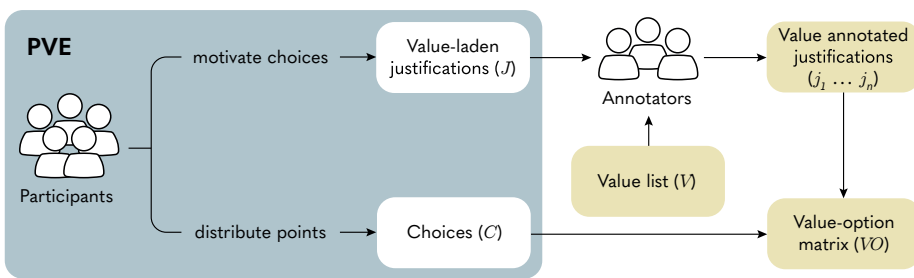 PVE
motivate choices
Value-laden
justifications (J)
Annotators
Value annotated
justifications
(j1 ... jn)
Participants
Value list (V)
distribute points
Choices (C)
Value-option
matrix (VO)